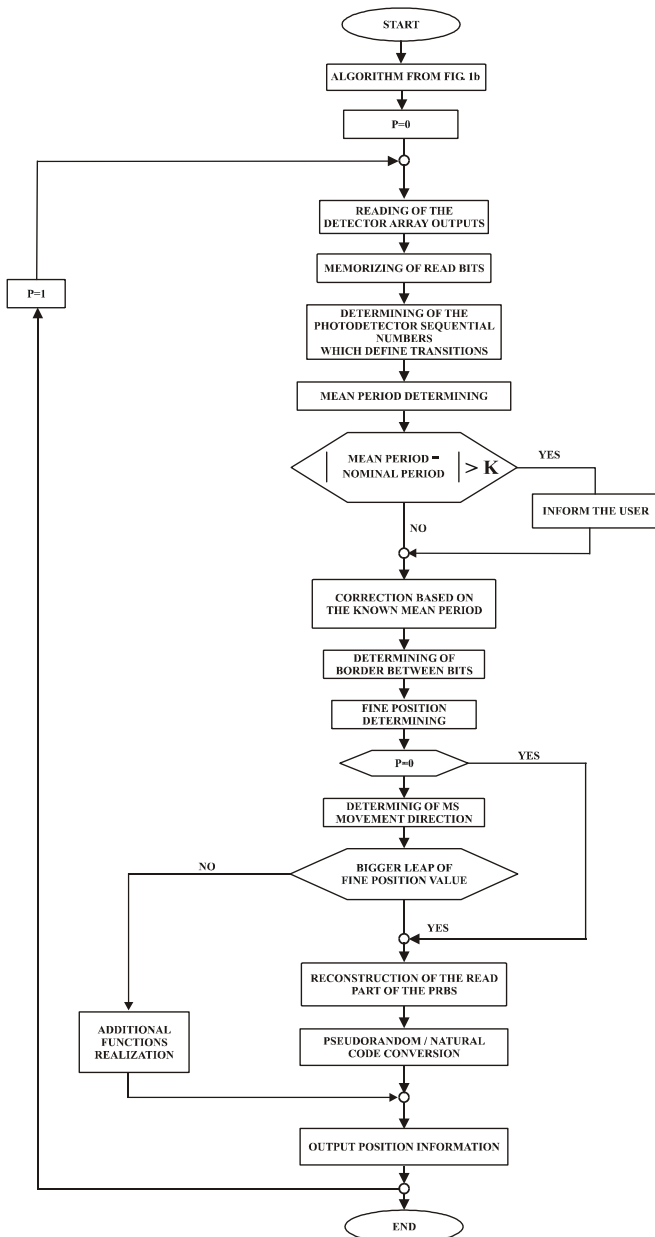 START
ALGORITHM FROM FIG. 1b
P=0
READING OF THE
DETECTOR ARRAY OUTPUTS
MEMORIZING OF READ BITS
P=1
DETERMINING OF THE
PHOTODETECTOR SEQUENTIAL
NUMBERS
WHICH DEFINE TRANSITIONS
MEAN PERIOD DETERMINING
| MEAN PERIOD -
NOMINAL PERIOD | > K
YES
INFORM THE USER
NO
CORRECTION BASED ON
THE KNOWN MEAN PERIOD
DETERMINING OF
BORDER BETWEEN BITS
FINE POSITION
DETERMINING
P=0
YES
DETERMINIG OF MS
MOVEMENT DIRECTION
NO
BIGGER LEAP OF
FINE POSITION VALUE
YES
RECONSTRUCTION OF THE READ
PART OF THE PRBS
ADDITIONAL
FUNCTIONS
REALIZATION
PSEUDORANDOM / NATURAL
CODE CONVERSION
OUTPUT POSITION INFORMATION
END